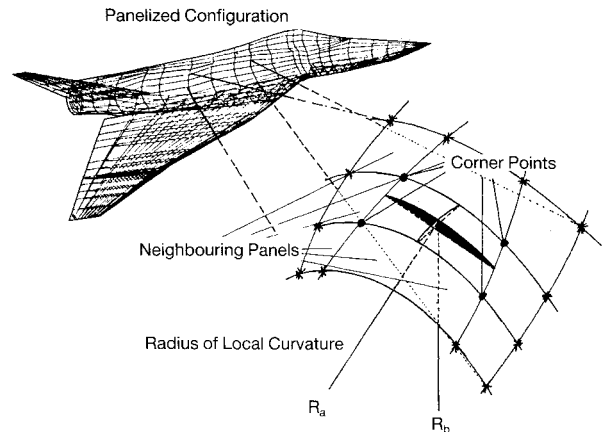 Panelized Configuration
Corner Points
Neighbouring Panels
Radius of Local Curvature
Ra
Rb